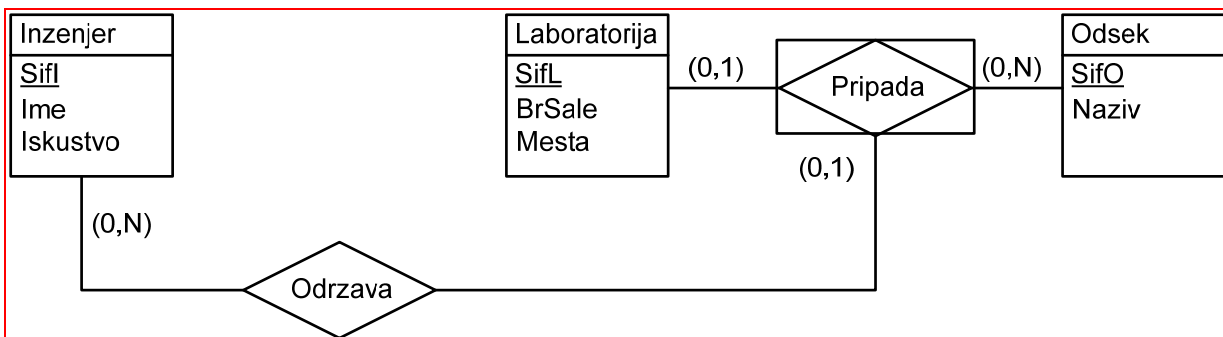 Inzenjer
SifI
Ime
Iskustvo
(0,N)
Odrzava
Laboratorija
SifL
BrSale
Mesta
(0,1)
Pripada
(0,N)
(0,1)
Odsek
SifO
Naziv